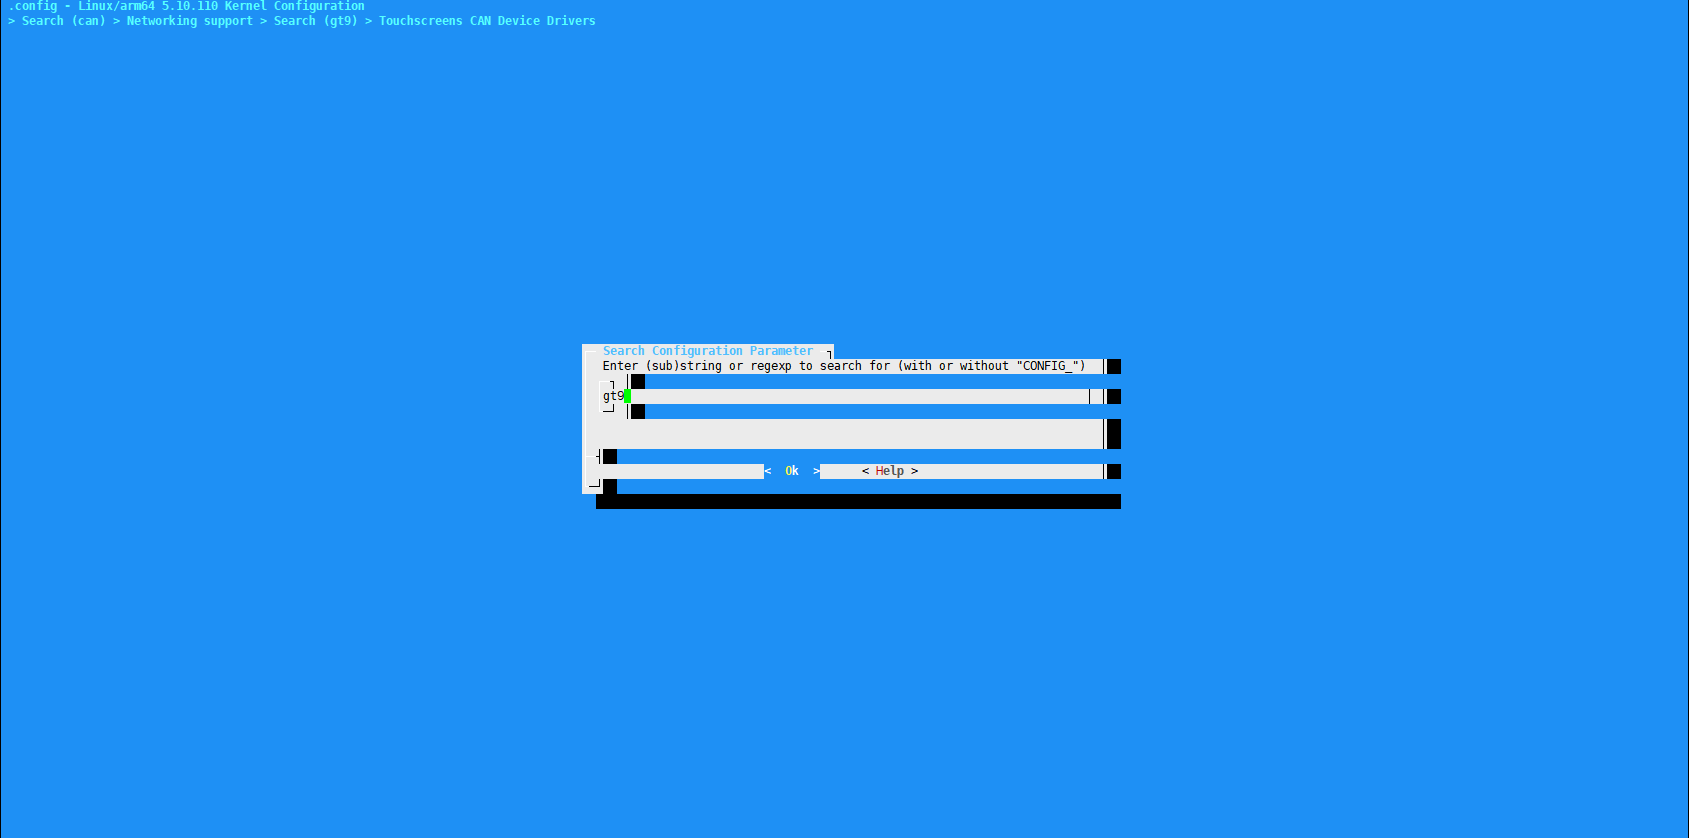 .config - Linux/arm64 5.10.110 Kernel Configuration
> Search (can) > Networking support > Search (gt9) > Touchscreens CAN Device Drivers
Search Configuration Parameter
Enter (sub)string or regexp to search for (with or without "CONFIG_")
gt9
< Ok > < Help >